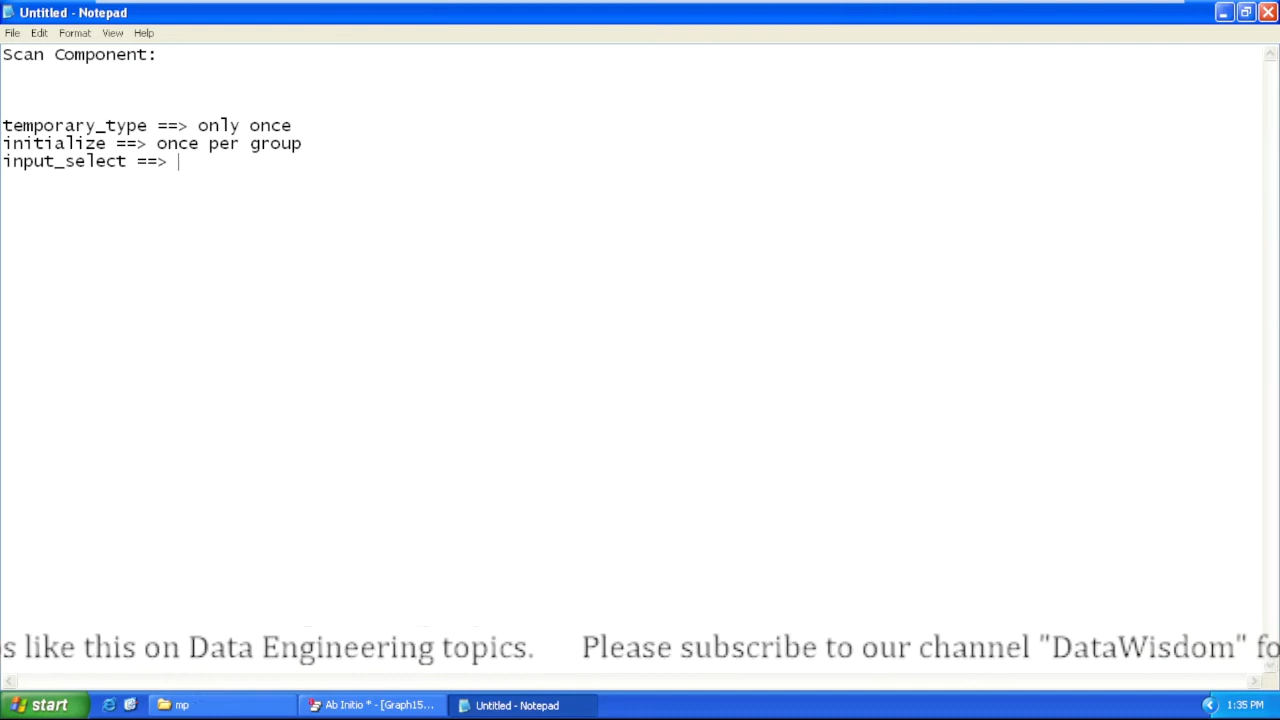 Untitled - Notepad
File Edit Format View Help
Scan Component:
temporary_type ==> only once
initialize ==> once per group
input_select ==>
s like this on Data Engineering topics. Please subscribe to our channel "DataWisdom" fo
start mp Ab Initio * - [Graph15... Untitled - Notepad 1:35 PM